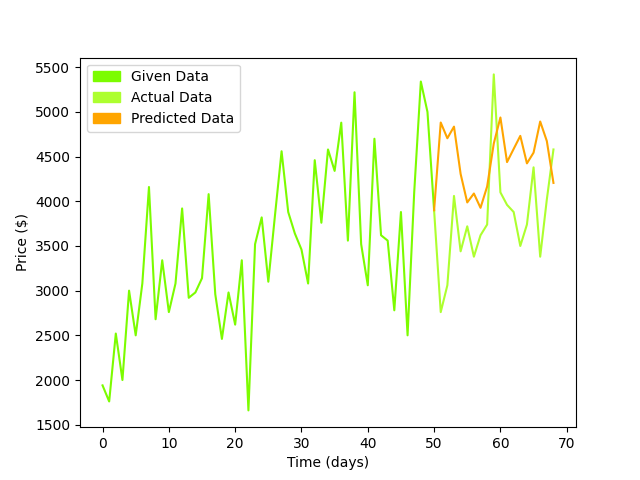 Given Data
Actual Data
Predicted Data
5500
5000
4500
4000
3500
3000
2500
2000
1500
Price ($)
0 10 20 30 40 50 60 70
Time (days)